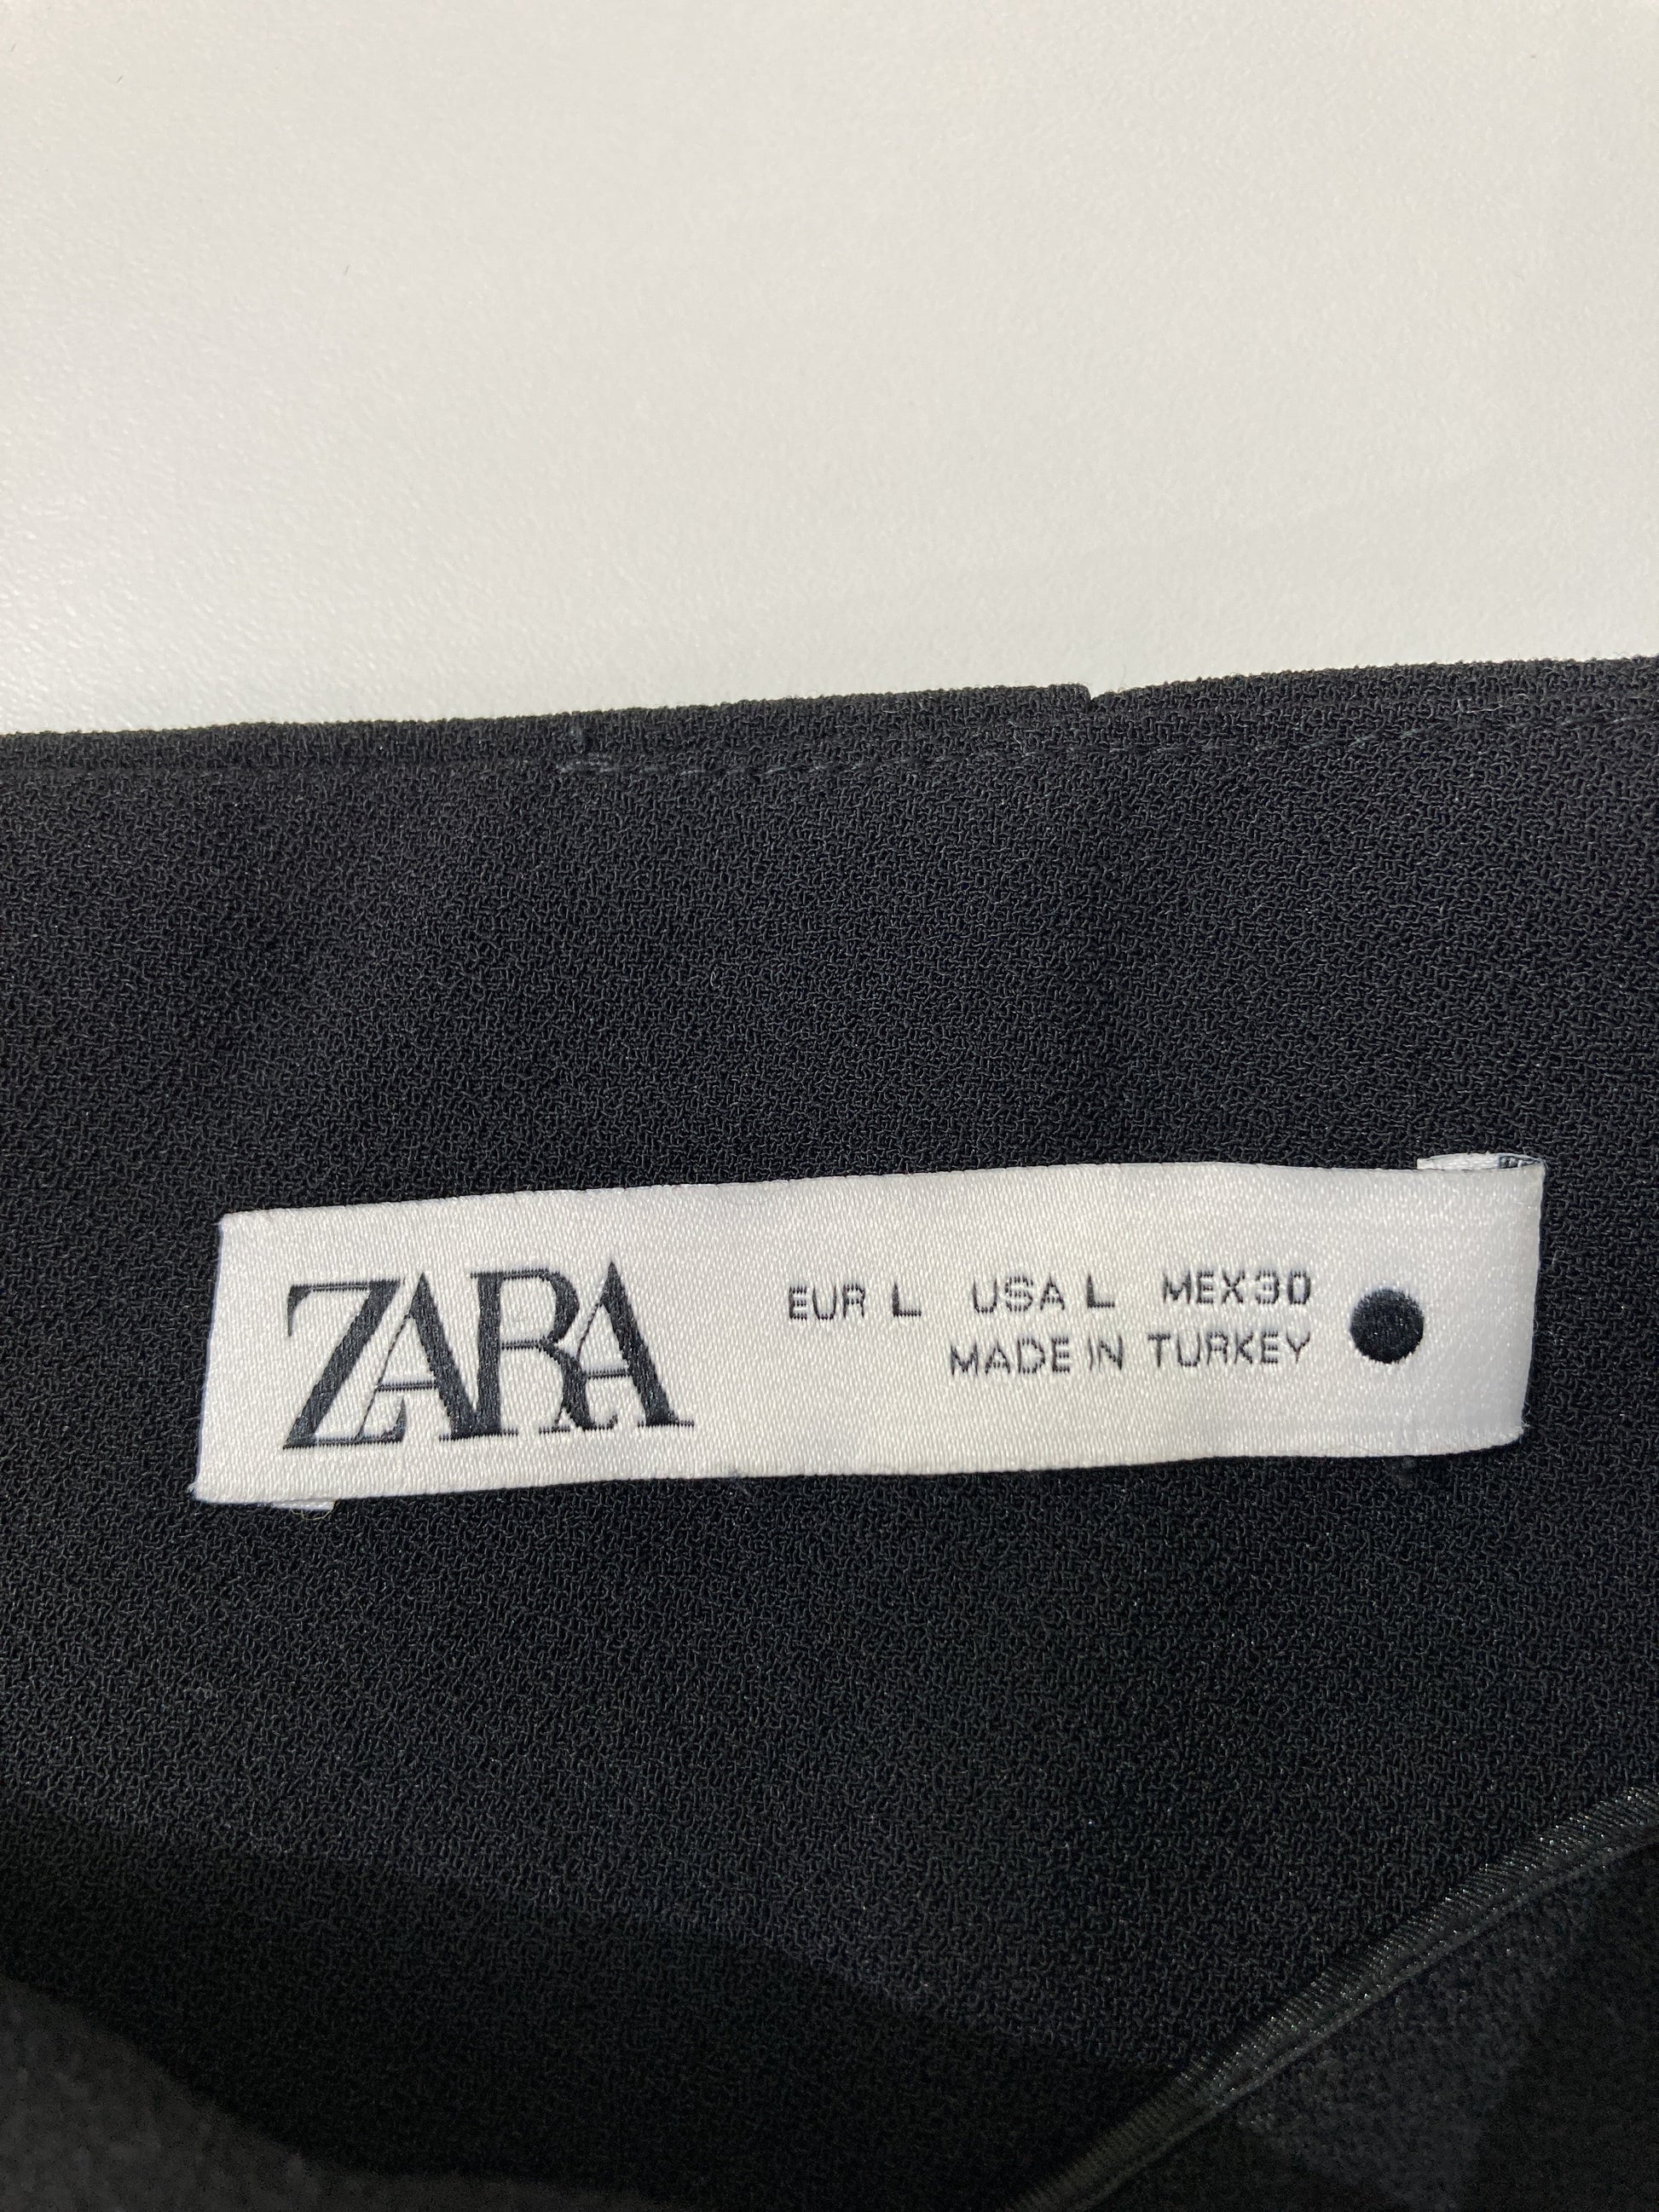 ZARA
EUR L USA L MEX 30
MADE IN TURKEY